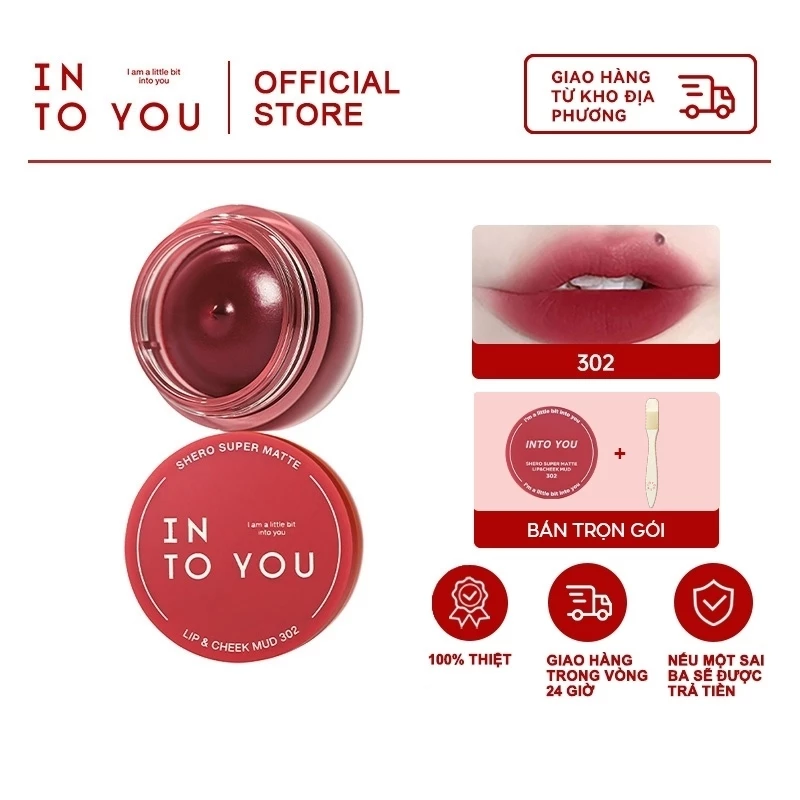 IN
TO YOU
I am a little bit
into you
OFFICIAL
STORE
GIAO HÀNG
TỪ KHO ĐỊA
PHƯƠNG
302
SHERO SUPER MATTE
IN
TO YOU
I am a little bit
into you
LIP & CHEEK MUD 302
I'm a little bit into you
INTO YOU
SHERO SUPER MATTE
LIP&CHEEK MUD
302
I'm a little bit into you
+
BÁN TRỌN GÓI
100% THIỆT
GIAO HÀNG
TRONG VÒNG
24 GIỜ
NẾU MỘT SAI
BA SẼ ĐƯỢC
TRẢ TIỀN